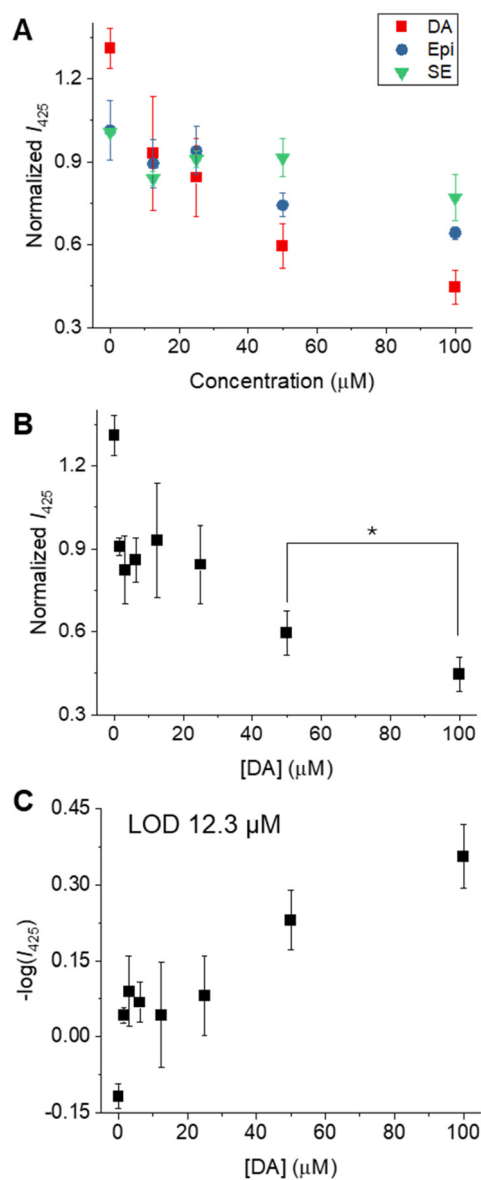 A
DA
Epi
SE
1.2
0.9
0.6
0.3
Normalized I425
0 20 40 60 80 100
Concentration (μM)
B
1.2
0.9
0.6
0.3
Normalized I425
*
0 20 40 60 80 100
[DA] (μM)
C
LOD 12.3 μM
0.45
0.30
0.15
0.00
-0.15
-log(I425)
0 20 40 60 80 100
[DA] (μM)